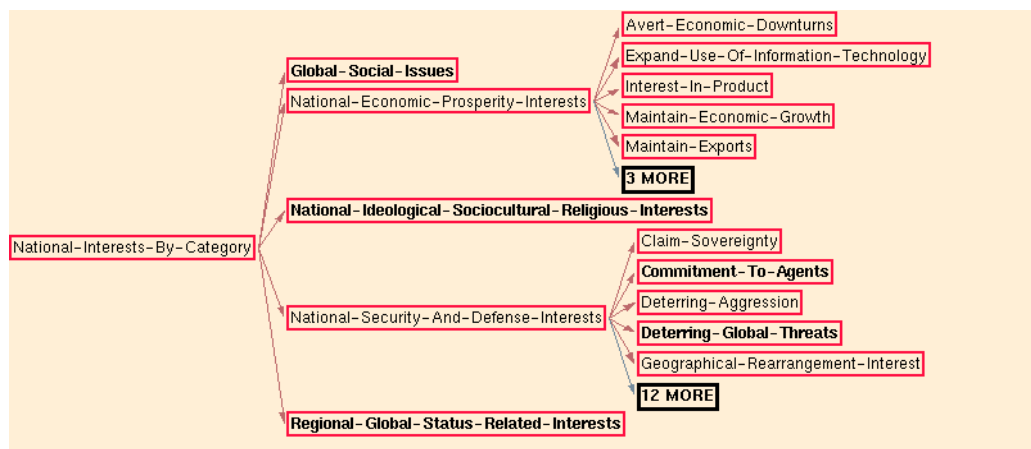 Avert-Economic-Downturns
Expand-Use-Of-Information-Technology
Global-Social-Issues
Interest-In-Product
National-Economic-Prosperity-Interests
Maintain-Economic-Growth
Maintain-Exports
3 MORE
National-Ideological-Sociocultural-Religious-Interests
Claim-Sovereignty
National-Interests-By-Category
Commitment-To-Agents
Deterring-Aggression
National-Security-And-Defense-Interests
Deterring-Global-Threats
Geographical-Rearrangement-Interest
12 MORE
Regional-Global-Status-Related-Interests